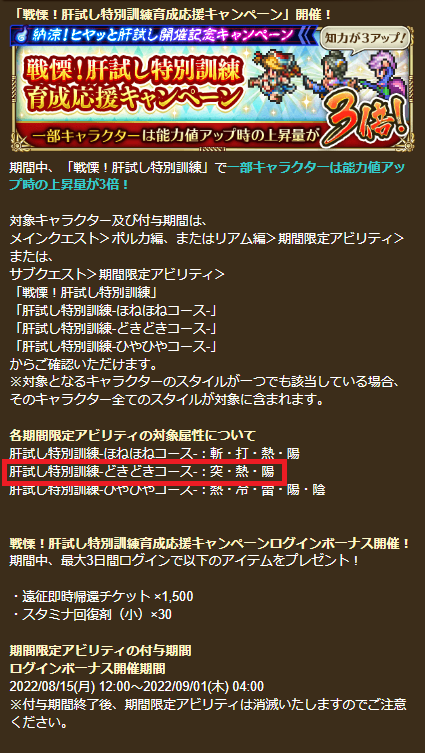 「戦慄！肝試し特別訓練育成応援キャンペーン」開催！
納涼！ヒヤッと肝試し開催記念キャンペーン
知力が3アップ！
戦慄！肝試し特別訓練
育成応援キャンペーン
一部キャラクターは能力値アップ時の上昇量が
3倍！
期間中、「戦慄！肝試し特別訓練」で一部キャラクターは能力値アッ
プ時の上昇量が3倍！
対象キャラクター及び付与期間は、
メインクエスト＞ポルカ編、またはリアム編＞期間限定アビリティ＞
または、
サブクエスト＞期間限定アビリティ＞
「戦慄！肝試し特別訓練」
「肝試し特別訓練-ほねほねコース-」
「肝試し特別訓練-どきどきコース-」
「肝試し特別訓練-ひやひやコース-」
からご確認いただけます。
※対象となるキャラクターのスタイルが一つでも該当している場合、
そのキャラクター全てのスタイルが対象に含まれます。
各期間限定アビリティの対象属性について
肝試し特別訓練-ほねほねコース-：斬・打・熱・陽
肝試し特別訓練-どきどきコース-：突・熱・陽
肝試し特別訓練-ひやひやコース-：熱・冷・雷・陽・陰
戦慄！肝試し特別訓練育成応援キャンペーンログインボーナス開催！
期間中、最大3日間ログインで以下のアイテムをプレゼント！
・遠征即時帰還チケット ×1,500
・スタミナ回復剤（小）×30
期間限定アビリティの付与期間
ログインボーナス開催期間
2022/08/15(月) 12:00～2022/09/01(木) 04:00
※付与期間終了後、期間限定アビリティは消滅いたしますのでご注意
ください。